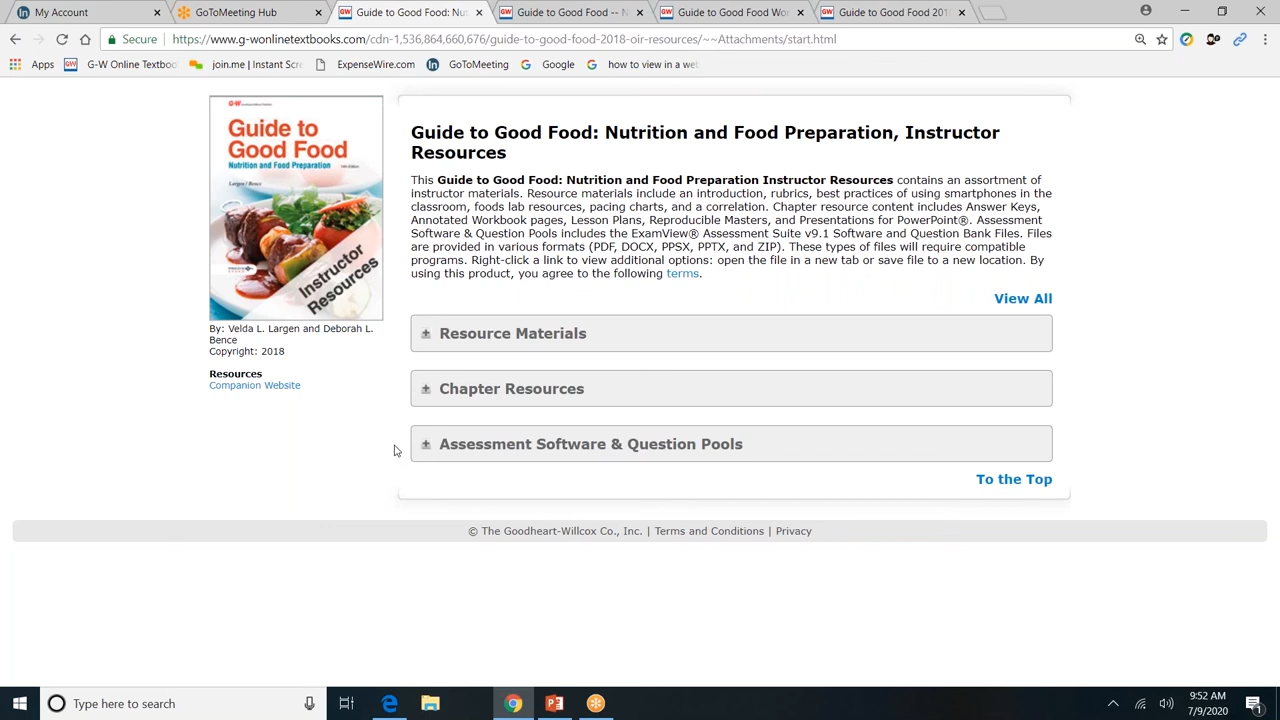 My Account
GoToMeeting Hub
Guide to Good Food: Nut
Guide to Good Food -- N
Guide to Good Food Wor
Guide to Good Food 201
Secure | https://www.g-wonlinetextbooks.com/cdn-1,536,864,660,676/guide-to-good-food-2018-oir-resources/~~Attachments/start.html
Apps G-W Online Textboo join.me | Instant Scre ExpenseWire.com GoToMeeting Google how to view in a web
Guide to
Good Food
Nutrition and Food Preparation
Largen / Bence
Instructor
Resources
By: Velda L. Largen and Deborah L.
Bence
Copyright: 2018
Resources
Companion Website
Guide to Good Food: Nutrition and Food Preparation, Instructor
Resources
This Guide to Good Food: Nutrition and Food Preparation Instructor Resources contains an assortment of
instructor materials. Resource materials include an introduction, rubrics, best practices of using smartphones in the
classroom, foods lab resources, pacing charts, and a correlation. Chapter resource content includes Answer Keys,
Annotated Workbook pages, Lesson Plans, Reproducible Masters, and Presentations for PowerPoint®. Assessment
Software & Question Pools includes the ExamView® Assessment Suite v9.1 Software and Question Bank Files. Files
are provided in various formats (PDF, DOCX, PPSX, PPTX, and ZIP). These types of files will require compatible
programs. Right-click a link to view additional options: open the file in a new tab or save file to a new location. By
using this product, you agree to the following terms.
View All
Resource Materials
Chapter Resources
Assessment Software & Question Pools
To the Top
© The Goodheart-Willcox Co., Inc. | Terms and Conditions | Privacy
Type here to search
9:52 AM
7/9/2020